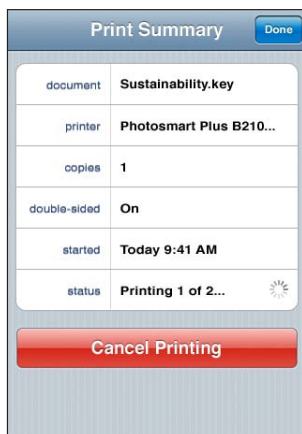 Print Summary Done
document Sustainability.key
printer Photosmart Plus B210...
copies 1
double-sided On
started Today 9:41 AM
status Printing 1 of 2...
Cancel Printing